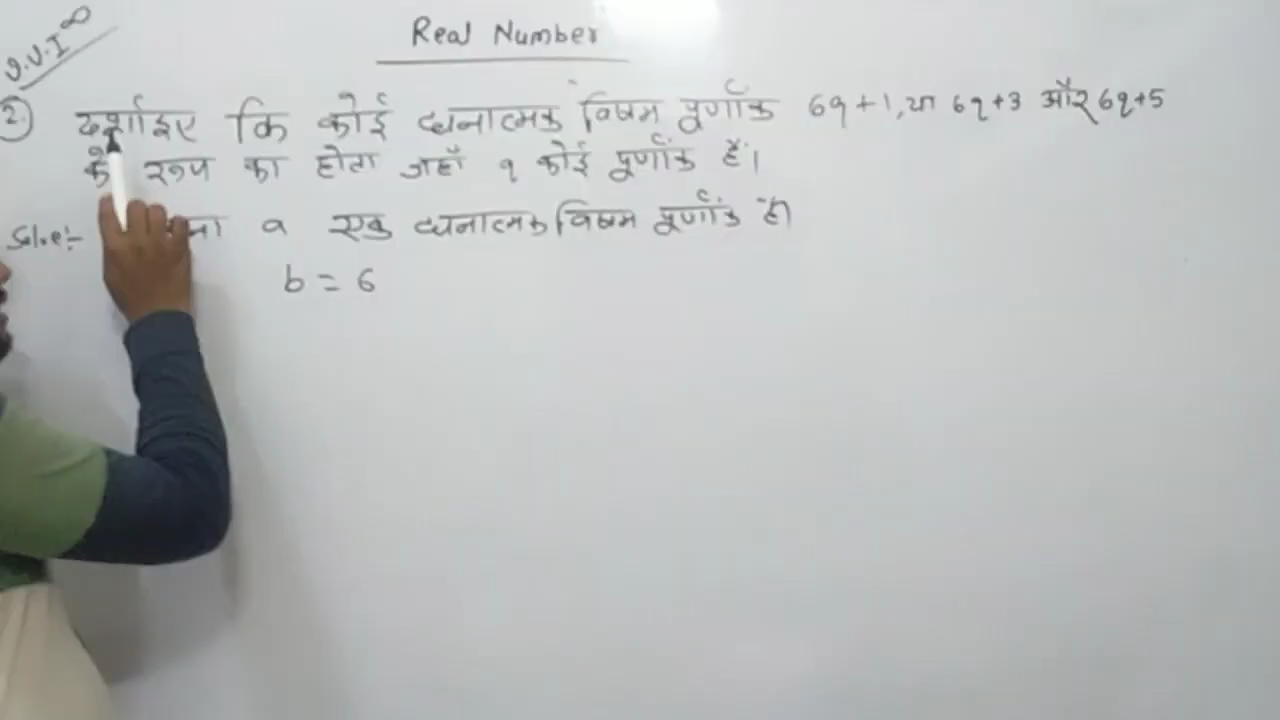 Real Number
V.V.I ∞
2. दर्शाइए कि कोई धनात्मक विषम पूर्णांक 6q+1, या 6q+3 और 6q+5
के रूप का होता जहाँ q कोई पूर्णांक हैं।
Solve:- a एक धनात्मक विषम पूर्णांक है।
b = 6